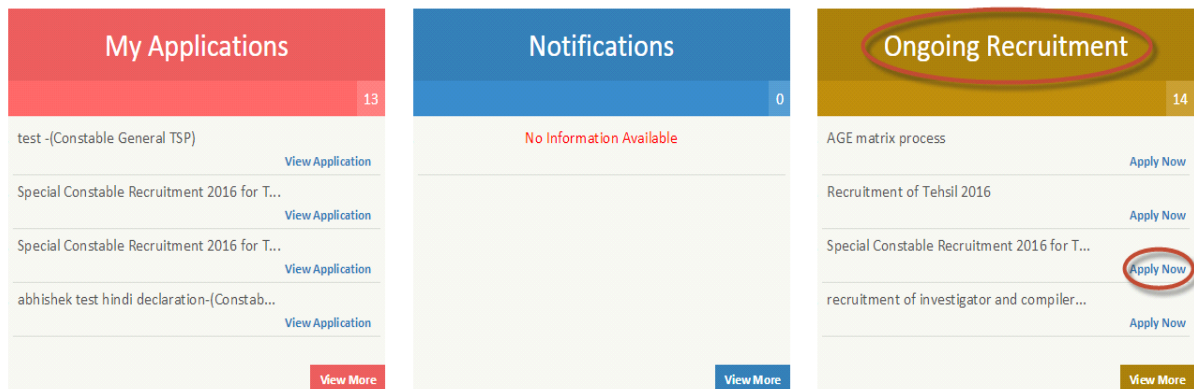 My Applications
13
test -(Constable General TSP)
View Application
Special Constable Recruitment 2016 for T...
View Application
Special Constable Recruitment 2016 for T...
View Application
abhishek test hindi declaration-(Constab...
View Application
View More
Notifications
0
No Information Available
View More
Ongoing Recruitment
14
AGE matrix process
Apply Now
Recruitment of Tehsil 2016
Apply Now
Special Constable Recruitment 2016 for T...
Apply Now
recruitment of investigator and compiler...
Apply Now
View More